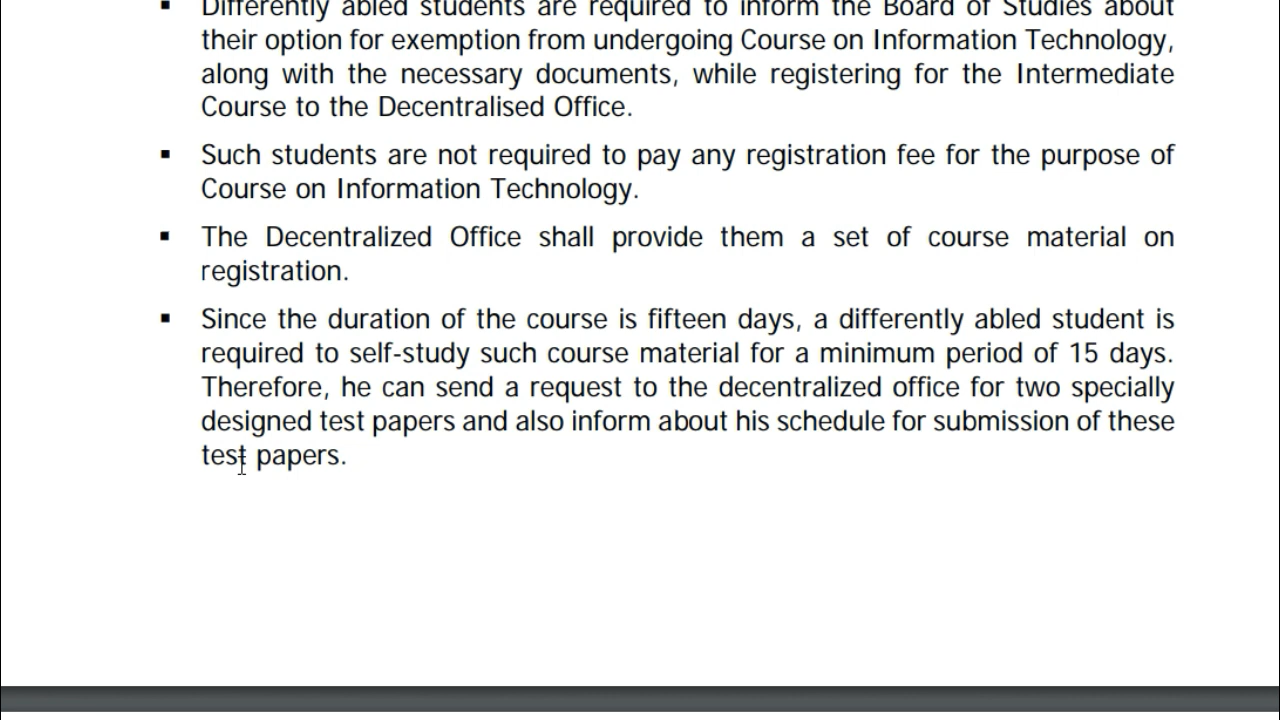 ▪ Differently abled students are required to inform the Board of Studies about
their option for exemption from undergoing Course on Information Technology,
along with the necessary documents, while registering for the Intermediate
Course to the Decentralised Office.
▪ Such students are not required to pay any registration fee for the purpose of
Course on Information Technology.
▪ The Decentralized Office shall provide them a set of course material on
registration.
▪ Since the duration of the course is fifteen days, a differently abled student is
required to self-study such course material for a minimum period of 15 days.
Therefore, he can send a request to the decentralized office for two specially
designed test papers and also inform about his schedule for submission of these
test papers.